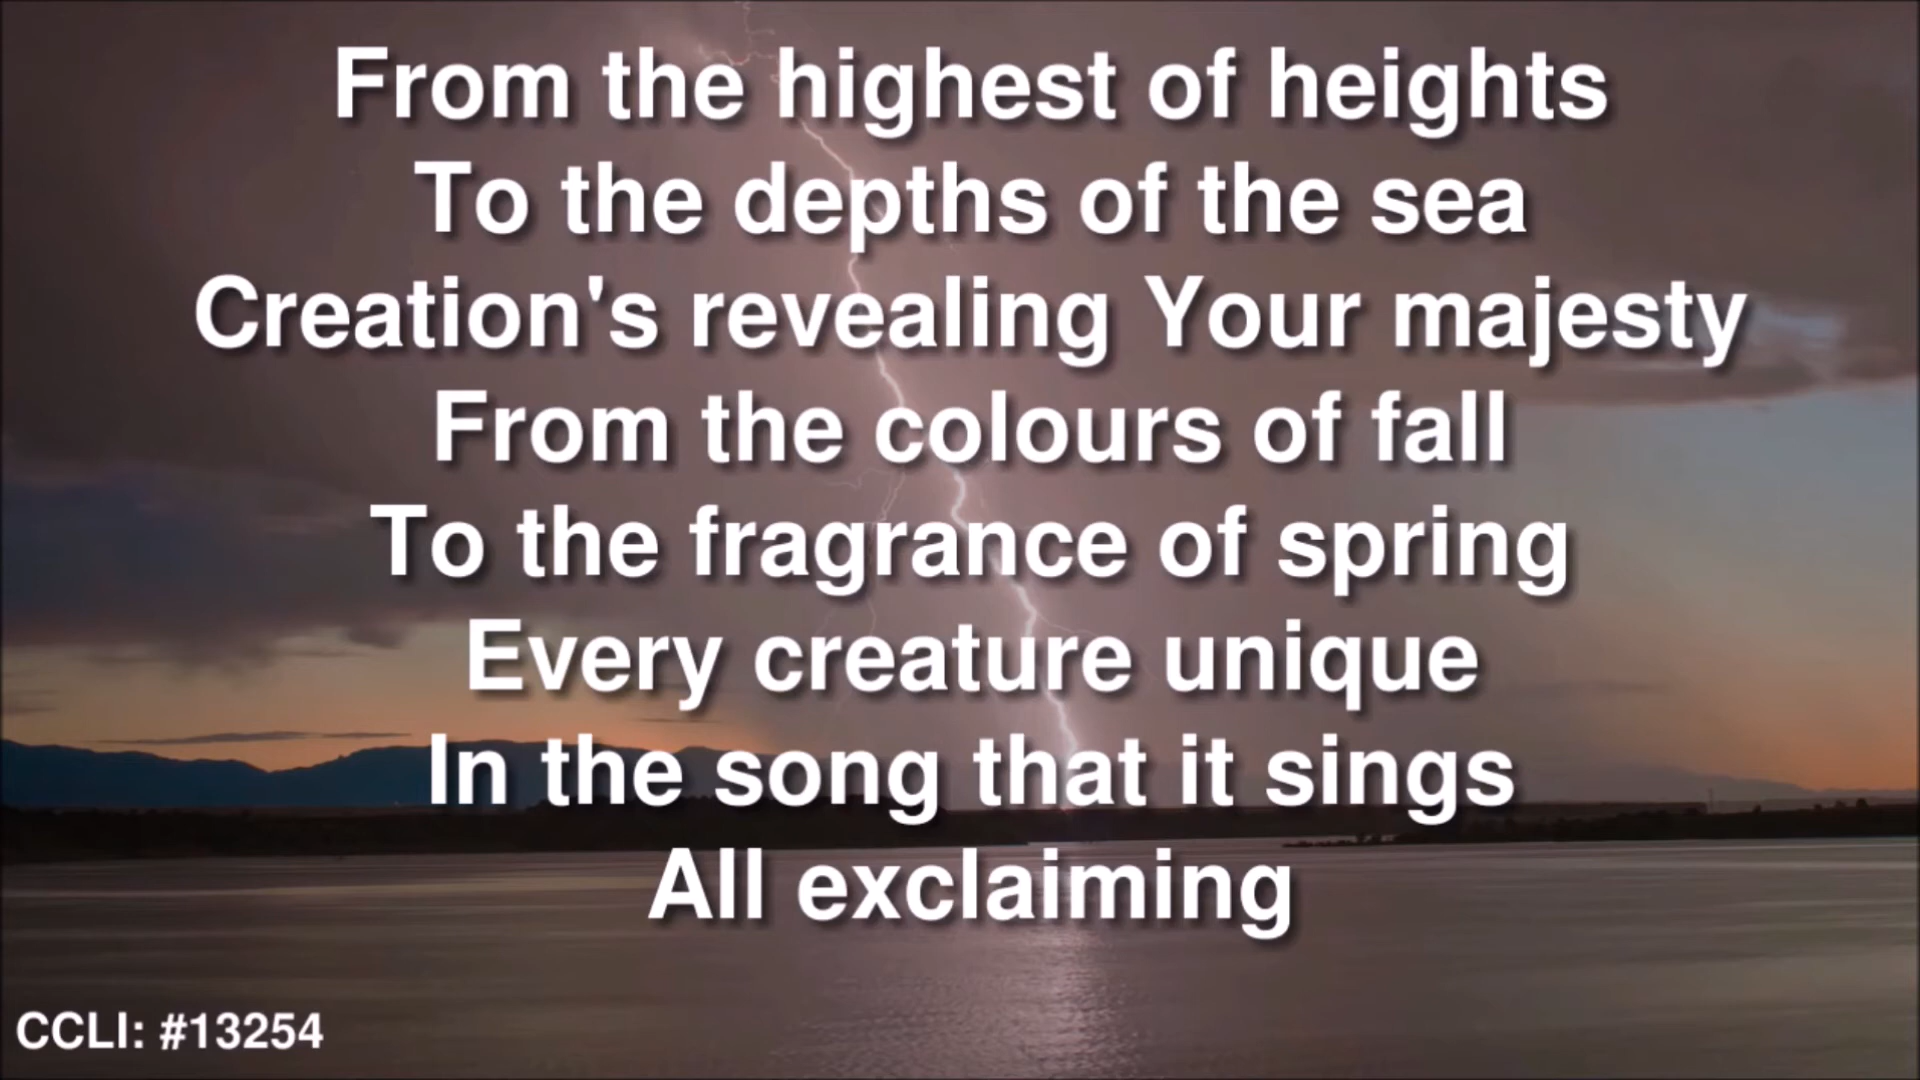 From the highest of heights
To the depths of the sea
Creation's revealing Your majesty
From the colours of fall
To the fragrance of spring
Every creature unique
In the song that it sings
All exclaiming
CCLI: #13254